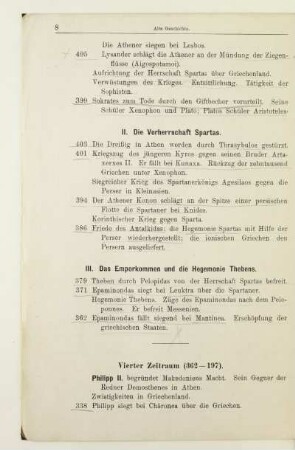 8
Alte Geschichte.
Die Athener siegen bei Lesbos.
405 Lysander schlägt die Athener an der Mündung der Ziegen-
flüsse (Aigospotamoi).
Aufrichtung der Herrschaft Spartas über Griechenland.
Verwüstungen des Krieges. Entsittlichung. Tätigkeit der
Sophisten.
399 Sokrates zum Tode durch den Giftbecher verurteilt. Seine
Schüler Xenophon und Plato; Platos Schüler Aristoteles.
II. Die Vorherrschaft Spartas.
403 Die Dreißig in Athen werden durch Thrasybulos gestürzt.
401 Kriegszug des jüngeren Kyros gegen seinen Bruder Arta-
xerxes II. Er fällt bei Kunaxa. Rückzug der zehntausend
Griechen unter Xenophon.
Siegreicher Krieg des Spartanerkönigs Agesilaos gegen die
Perser in Kleinasien.
394 Der Athener Konon schlägt an der Spitze einer persischen
Flotte die Spartaner bei Knidos.
Korinthischer Krieg gegen Sparta.
386 Friede des Antalkidas; die Hegemonie Spartas mit Hilfe der
Perser wiederhergestellt; die ionischen Griechen den
Persern ausgeliefert.
III. Das Emporkommen und die Hegemonie Thebens.
379 Theben durch Pelopidas von der Herrschaft Spartas befreit.
371 Epaminondas siegt bei Leuktra über die Spartaner.
Hegemonie Thebens. Züge des Epaminondas nach dem Pelo-
ponnes. Er befreit Messenien.
362 Epaminondas fällt siegend bei Mantinea. Erschöpfung der
griechischen Staaten.
Vierter Zeitraum (362—197).
Philipp II. begründet Makedoniens Macht. Sein Gegner der
Redner Demosthenes in Athen.
Zwistigkeiten in Griechenland.
338 Philipp siegt bei Chäronea über die Griechen.